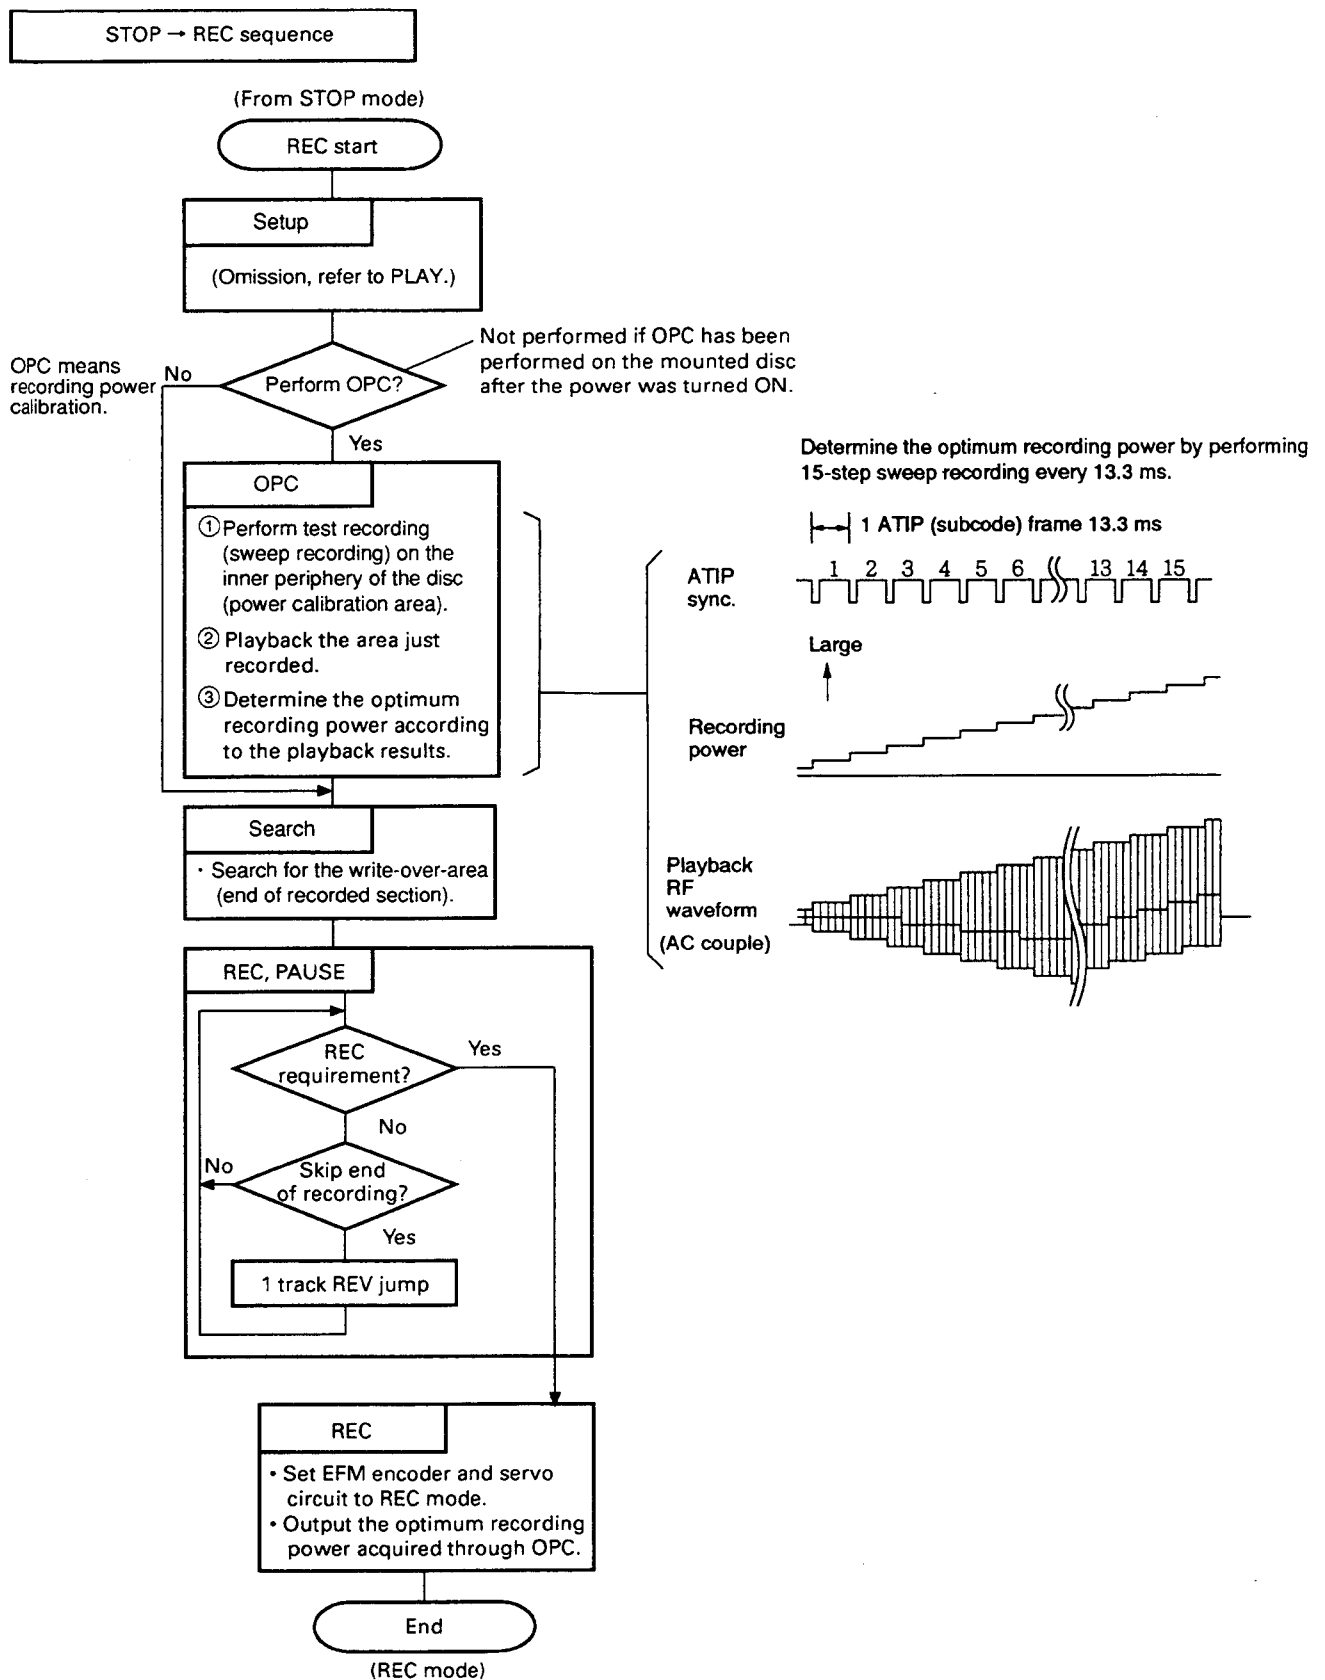 STOP → REC sequence
(From STOP mode)
REC start
Setup
(Omission, refer to PLAY.)
Not performed if OPC has been
performed on the mounted disc
after the power was turned ON.
OPC means
recording power
calibration.
No
Perform OPC?
Yes
OPC
① Perform test recording
(sweep recording) on the
inner periphery of the disc
(power calibration area).
② Playback the area just
recorded.
③ Determine the optimum
recording power according
to the playback results.
Determine the optimum recording power by performing
15-step sweep recording every 13.3 ms.
1 ATIP (subcode) frame 13.3 ms
ATIP
sync.
1 2 3 4 5 6 13 14 15
Large
Recording
power
Playback
RF
waveform
(AC couple)
Search
· Search for the write-over-area
(end of recorded section).
REC, PAUSE
REC
requirement?
Yes
No
Skip end
of recording?
No
Yes
1 track REV jump
REC
· Set EFM encoder and servo
circuit to REC mode.
· Output the optimum recording
power acquired through OPC.
End
(REC mode)